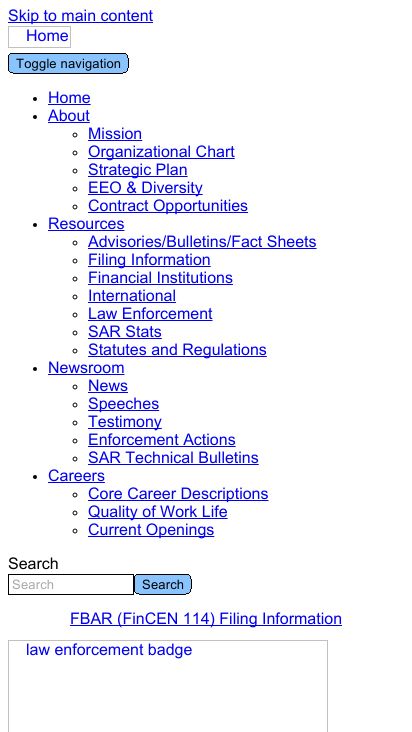 Skip to main content
Home
Toggle navigation
Home
About
Mission
Organizational Chart
Strategic Plan
EEO & Diversity
Contract Opportunities
Resources
Advisories/Bulletins/Fact Sheets
Filing Information
Financial Institutions
International
Law Enforcement
SAR Stats
Statutes and Regulations
Newsroom
News
Speeches
Testimony
Enforcement Actions
SAR Technical Bulletins
Careers
Core Career Descriptions
Quality of Work Life
Current Openings
Search
Search Search
FBAR (FinCEN 114) Filing Information
law enforcement badge